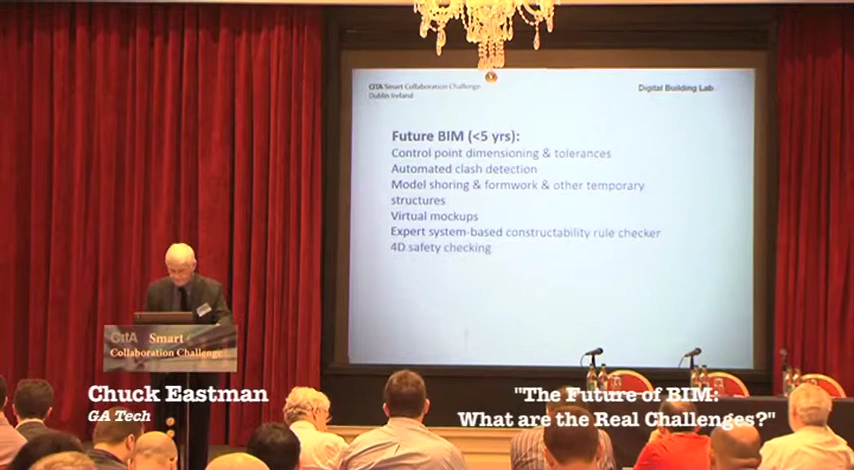 CITA Smart Collaboration Challenge
Dublin Ireland
Digital Building Lab
Future BIM (<5 yrs):
Control point dimensioning & tolerances
Automated clash detection
Model shoring & formwork & other temporary
structures
Virtual mockups
Expert system-based constructability rule checker
4D safety checking
CitA Smart
Collaboration Challenge
Chuck Eastman
GA Tech
"The Future of BIM:
What are the Real Challenges?"